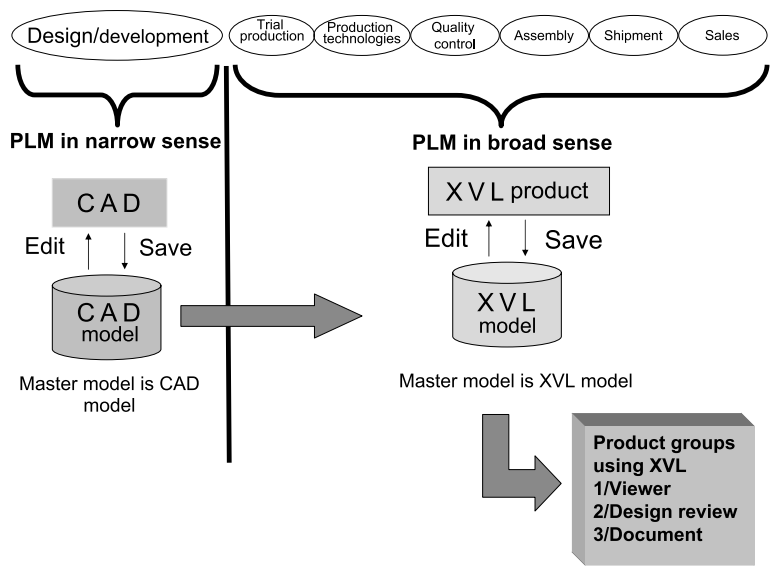 Design/development
Trial
production
Production
technologies
Quality
control
Assembly
Shipment
Sales
PLM in narrow sense
PLM in broad sense
CAD
XVL product
Edit
Save
Edit
Save
CAD
model
XVL
model
Master model is CAD
model
Master model is XVL model
Product groups
using XVL
1/Viewer
2/Design review
3/Document